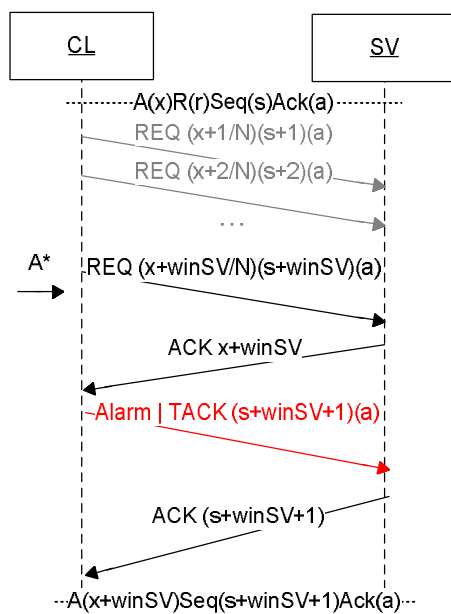 CL
SV
A(x)R(r)Seq(s)Ack(a)
REQ (x+1/N)(s+1)(a)
REQ (x+2/N)(s+2)(a)
...
A*
REQ (x+winSV/N)(s+winSV)(a)
ACK x+winSV
Alarm | TACK (s+winSV+1)(a)
ACK (s+winSV+1)
A(x+winSV)Seq(s+winSV+1)Ack(a)